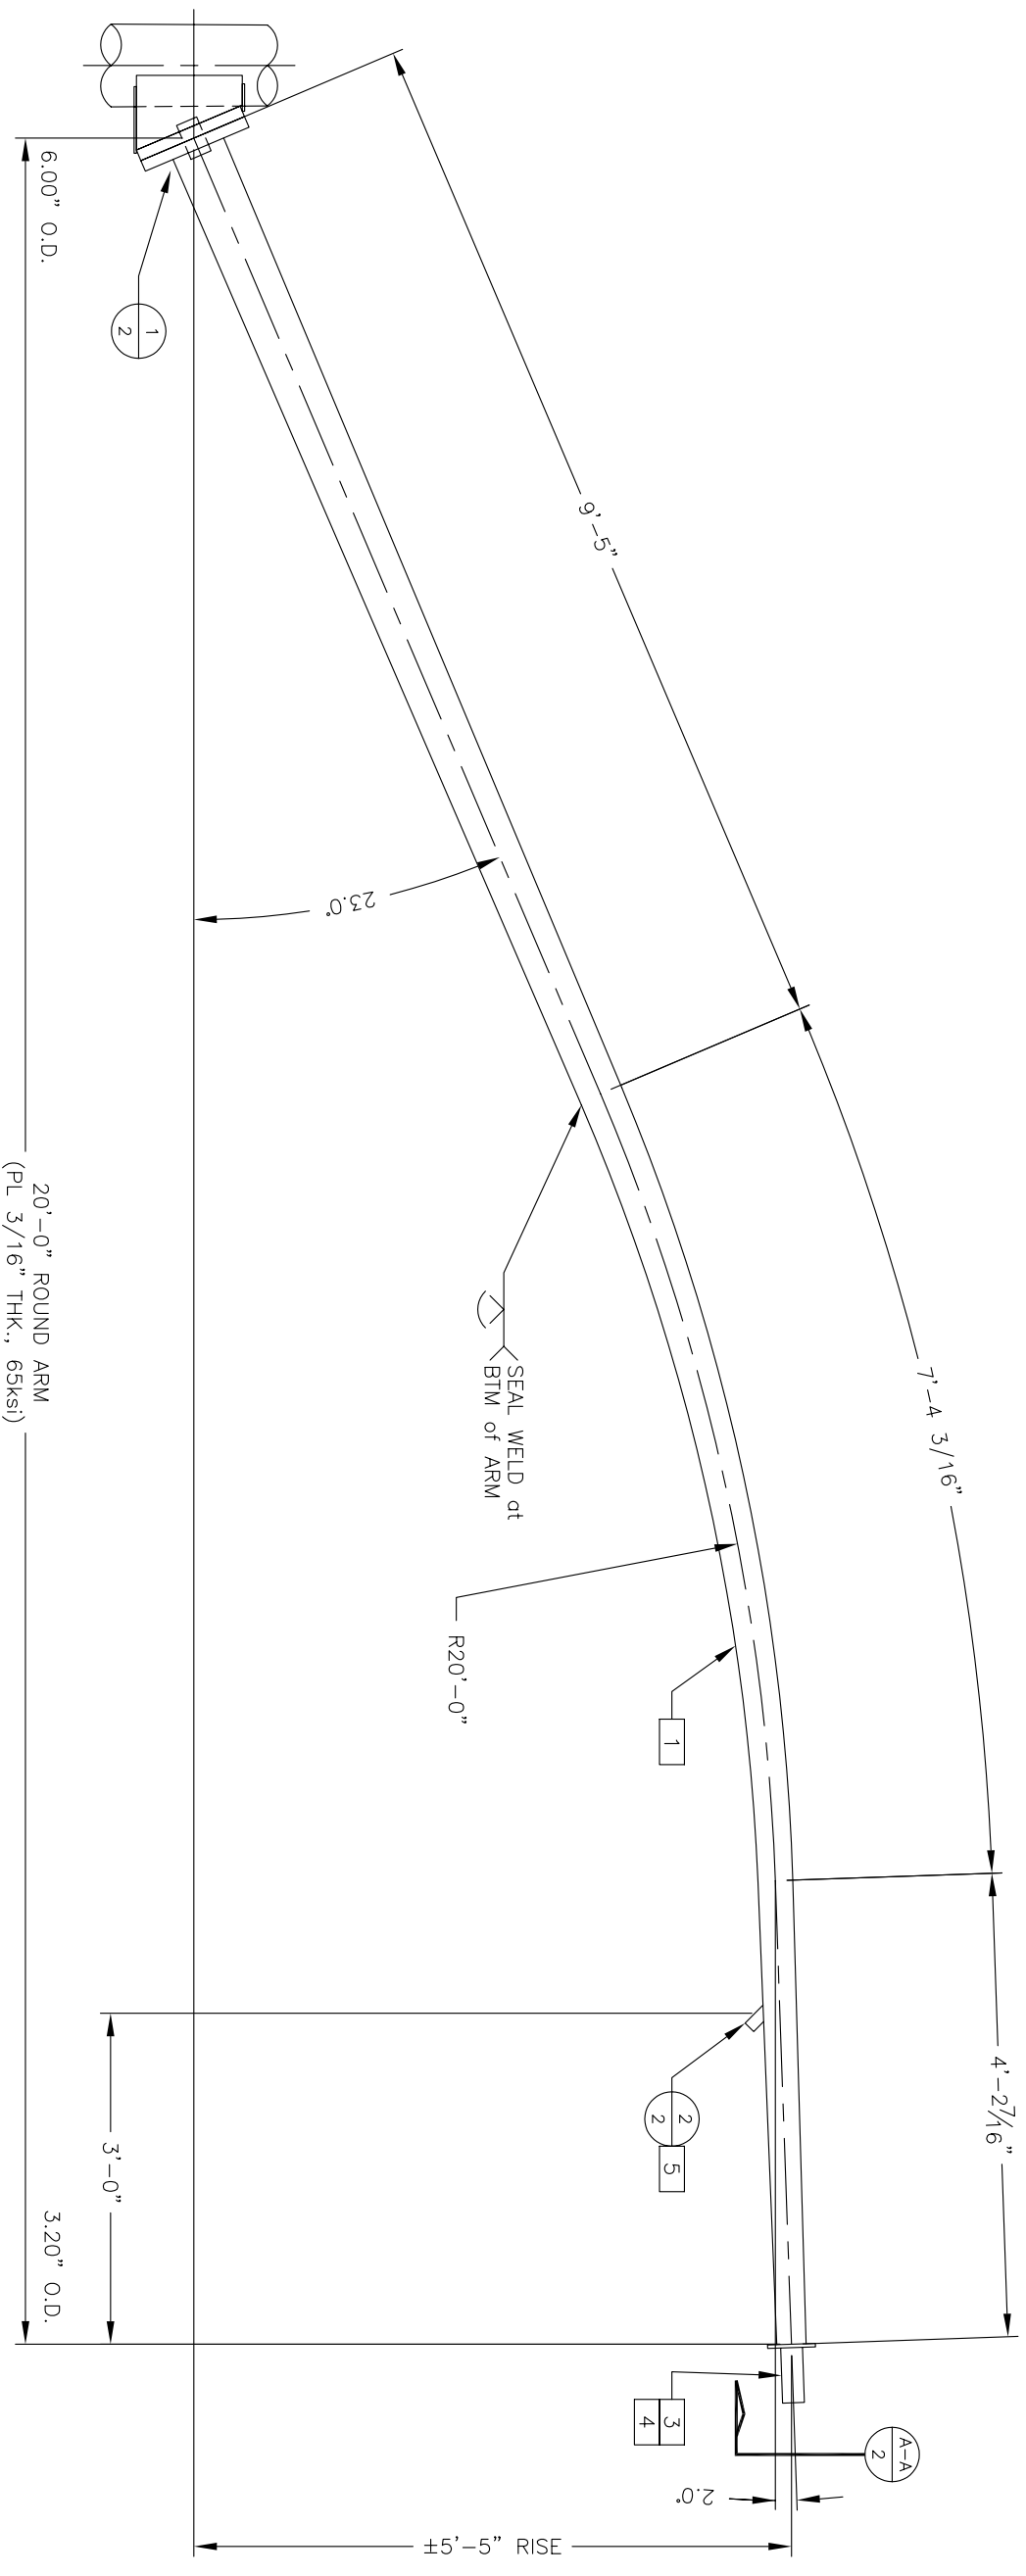 9'-5"
7'-4 3/16"
4'-2 7/16"
A-A
2
2.0°
±5'-5" RISE
3
4
2
2
5
1
R20'-0"
SEAL WELD at
BTM of ARM
23.0°
1
2
3'-0"
6.00" O.D.
3.20" O.D.
20'-0" ROUND ARM
(PL 3/16" THK., 65ksi)